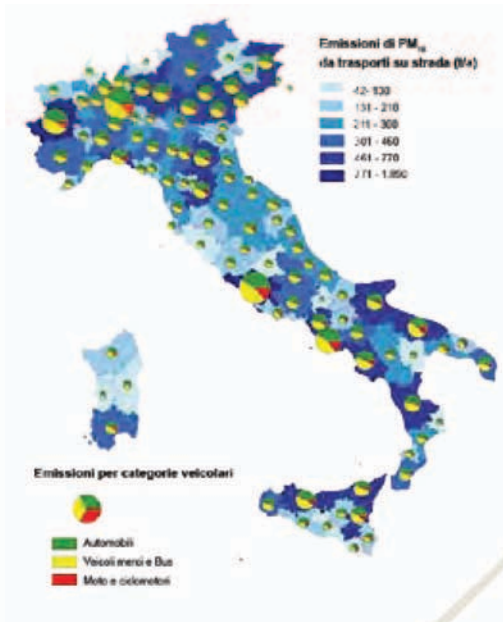 Emissioni di PM10
da trasporti su strada (t/a)
42- 130
131 - 210
211 - 300
301 - 460
461 - 770
771 - 1.890
Emissioni per categorie veicolari
Automobili
Veicoli merci e Bus
Moto e ciclomotori